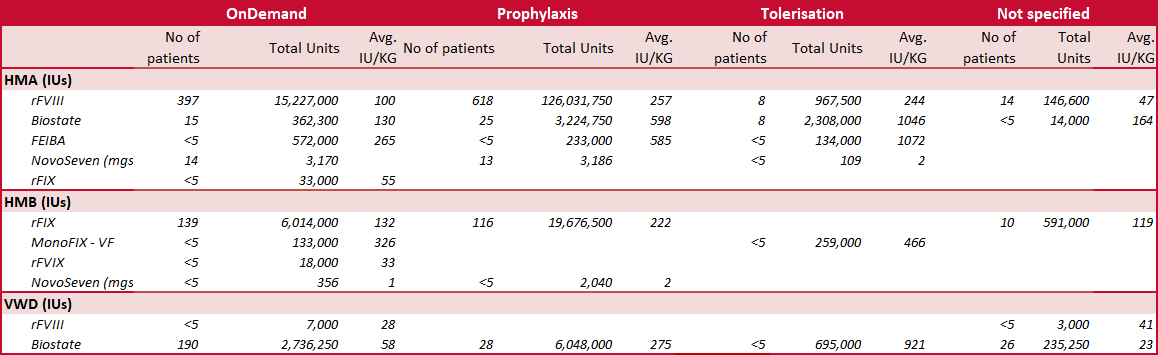 OnDemand Prophylaxis Tolerisation Not specified
No of patients Total Units Avg. IU/KG No of patients Total Units Avg. IU/KG No of patients Total Units Avg. IU/KG No of patients Total Units Avg. IU/KG
HMA (IUs)
rFVIII 397 15,227,000 100 618 126,031,750 257 8 967,500 244 14 146,600 47
Biostate 15 362,300 130 25 3,224,750 598 8 2,308,000 1046 <5 14,000 164
FEIBA <5 572,000 265 <5 233,000 585 <5 134,000 1072
NovoSeven (mgs 14 3,170 13 3,186 <5 109 2
rFIX <5 33,000 55
HMB (IUs)
rFIX 139 6,014,000 132 116 19,676,500 222 10 591,000 119
MonoFIX - VF <5 133,000 326 <5 259,000 466
rFVIX <5 18,000 33
NovoSeven (mgs <5 356 1 <5 2,040 2
VWD (IUs)
rFVIII <5 7,000 28 <5 3,000 41
Biostate 190 2,736,250 58 28 6,048,000 275 <5 695,000 921 26 235,250 23